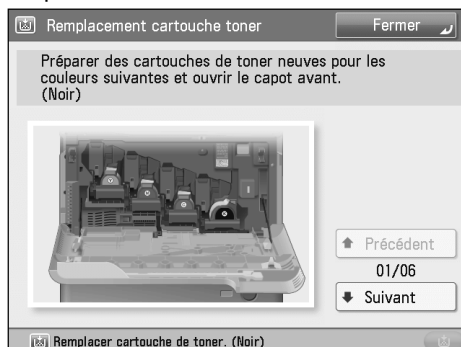 Remplacement cartouche toner
Fermer
Préparer des cartouches de toner neuves pour les
couleurs suivantes et ouvrir le capot avant.
(Noir)
Précédent
01/06
Suivant
Remplacer cartouche de toner. (Noir)